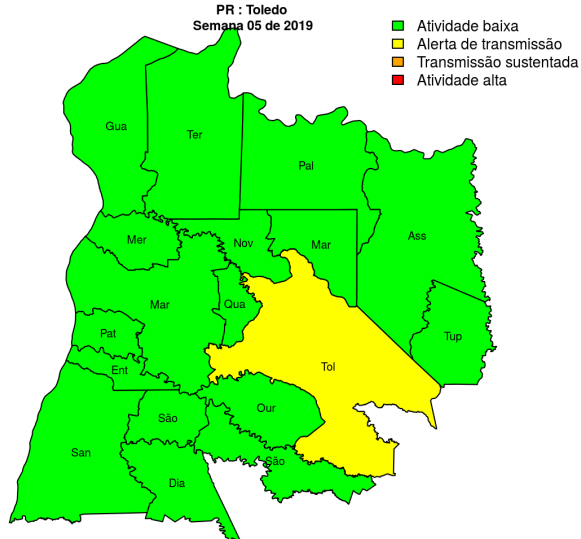 PR : Toledo
Semana 05 de 2019
Atividade baixa
Alerta de transmissão
Transmissão sustentada
Atividade alta
Gua
Ter
Pal
Mer
Nov
Mar
Ass
Mar
Qua
Pat
Tup
Ent
Tol
São
Our
San
São
Dia